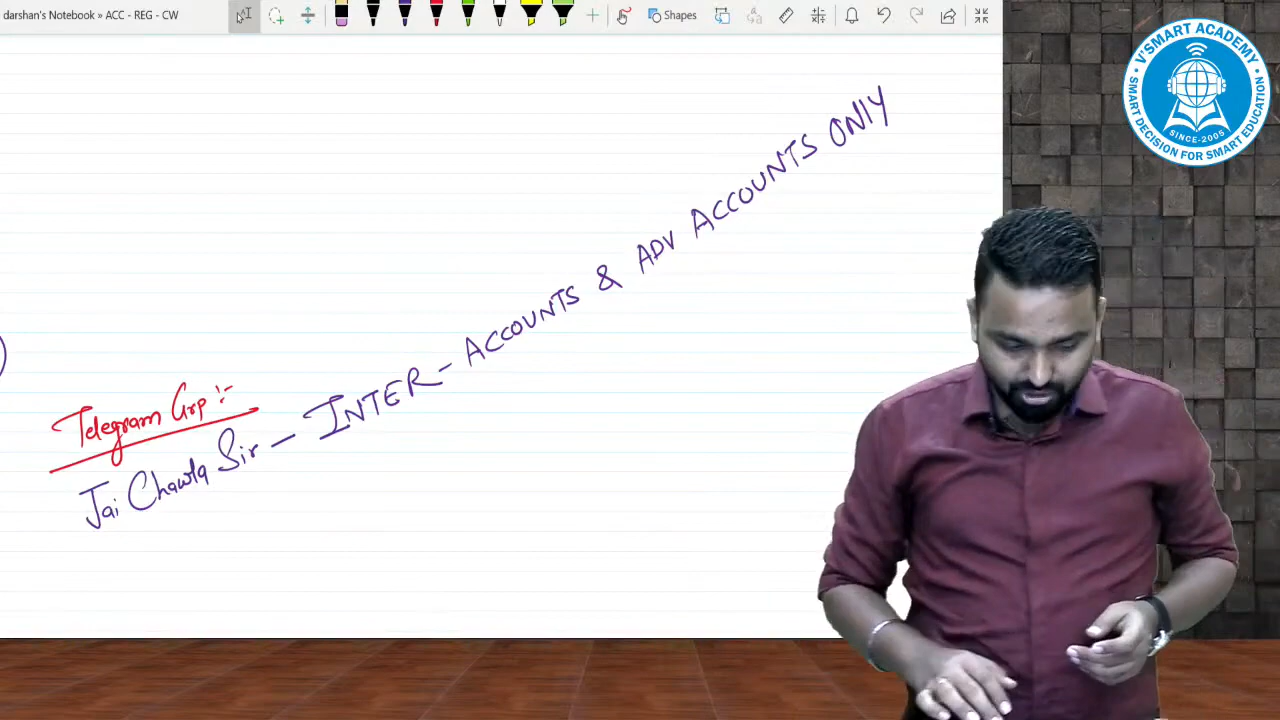 darshan's Notebook » ACC - REG - CW
Shapes
V'SMART ACADEMY
SINCE-2005
SMART DECISION FOR SMART EDUCATION
Telegram Grp :-
Jai Chawla Sir - INTER - ACCOUNTS & ADV ACCOUNTS ONLY